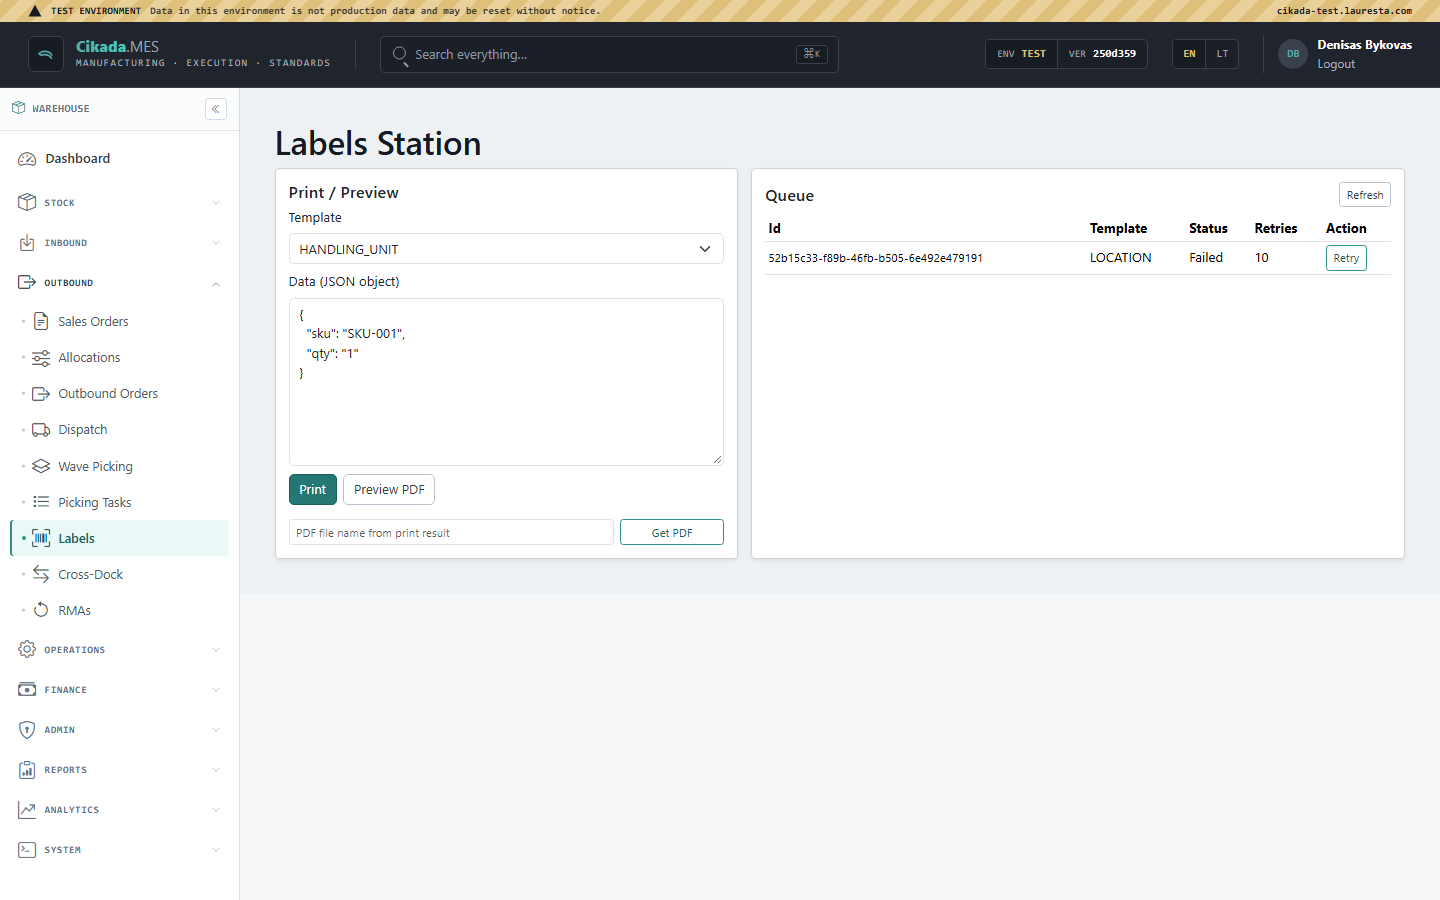 TEST ENVIRONMENT Data in this environment is not production data and may be reset without notice.
cikada-test.lauresta.com
Cikada.MES
MANUFACTURING · EXECUTION · STANDARDS
Search everything...
⌘K
ENV TEST
VER 250d359
EN
LT
DB
Denisas Bykovas
Logout
WAREHOUSE
Dashboard
STOCK
INBOUND
OUTBOUND
Sales Orders
Allocations
Outbound Orders
Dispatch
Wave Picking
Picking Tasks
Labels
Cross-Dock
RMAs
OPERATIONS
FINANCE
ADMIN
REPORTS
ANALYTICS
SYSTEM
Labels Station
Print / Preview
Template
HANDLING_UNIT
Data (JSON object)
{
"sku": "SKU-001",
"qty": "1"
}
Print
Preview PDF
PDF file name from print result
Get PDF
Queue
Refresh
Id Template Status Retries Action
52b15c33-f89b-46fb-b505-6e492e479191 LOCATION Failed 10 Retry